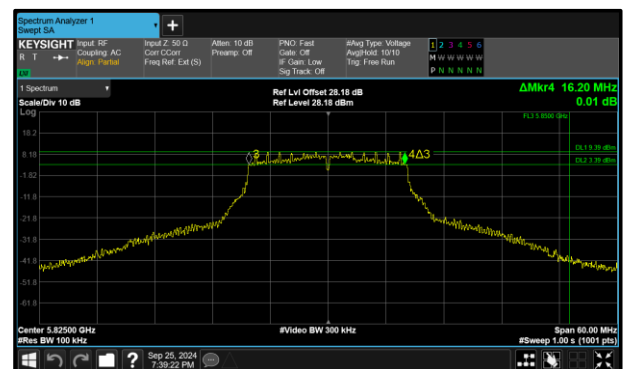 Spectrum Analyzer 1
Swept SA
+
KEYSIGHT Input: RF Input Z: 50 Ω Atten: 10 dB PNO: Fast #Avg Type: Voltage 1 2 3 4 5 6
R T Coupling: AC Corr CCorr Preamp: Off Gate: Off Avg|Hold: 10/10 M W W W W W
Align: Partial Freq Ref: Ext (S) IF Gain: Low Trig: Free Run
Sig Track: Off P N N N N N
1 Spectrum Ref Lvl Offset 28.18 dB ΔMkr4 16.20 MHz
Scale/Div 10 dB Ref Level 28.18 dBm 0.01 dB
Log FL3 5.8500 GHz
18.2
DL1 9.39 dBm
8.18 3 4Δ3
DL2 3.39 dBm
-1.82
-11.8
-21.8
-31.8
-41.8
-51.8
-61.8
Center 5.82500 GHz #Video BW 300 kHz Span 60.00 MHz
#Res BW 100 kHz #Sweep 1.00 s (1001 pts)
? Sep 25, 2024
7:39:22 PM